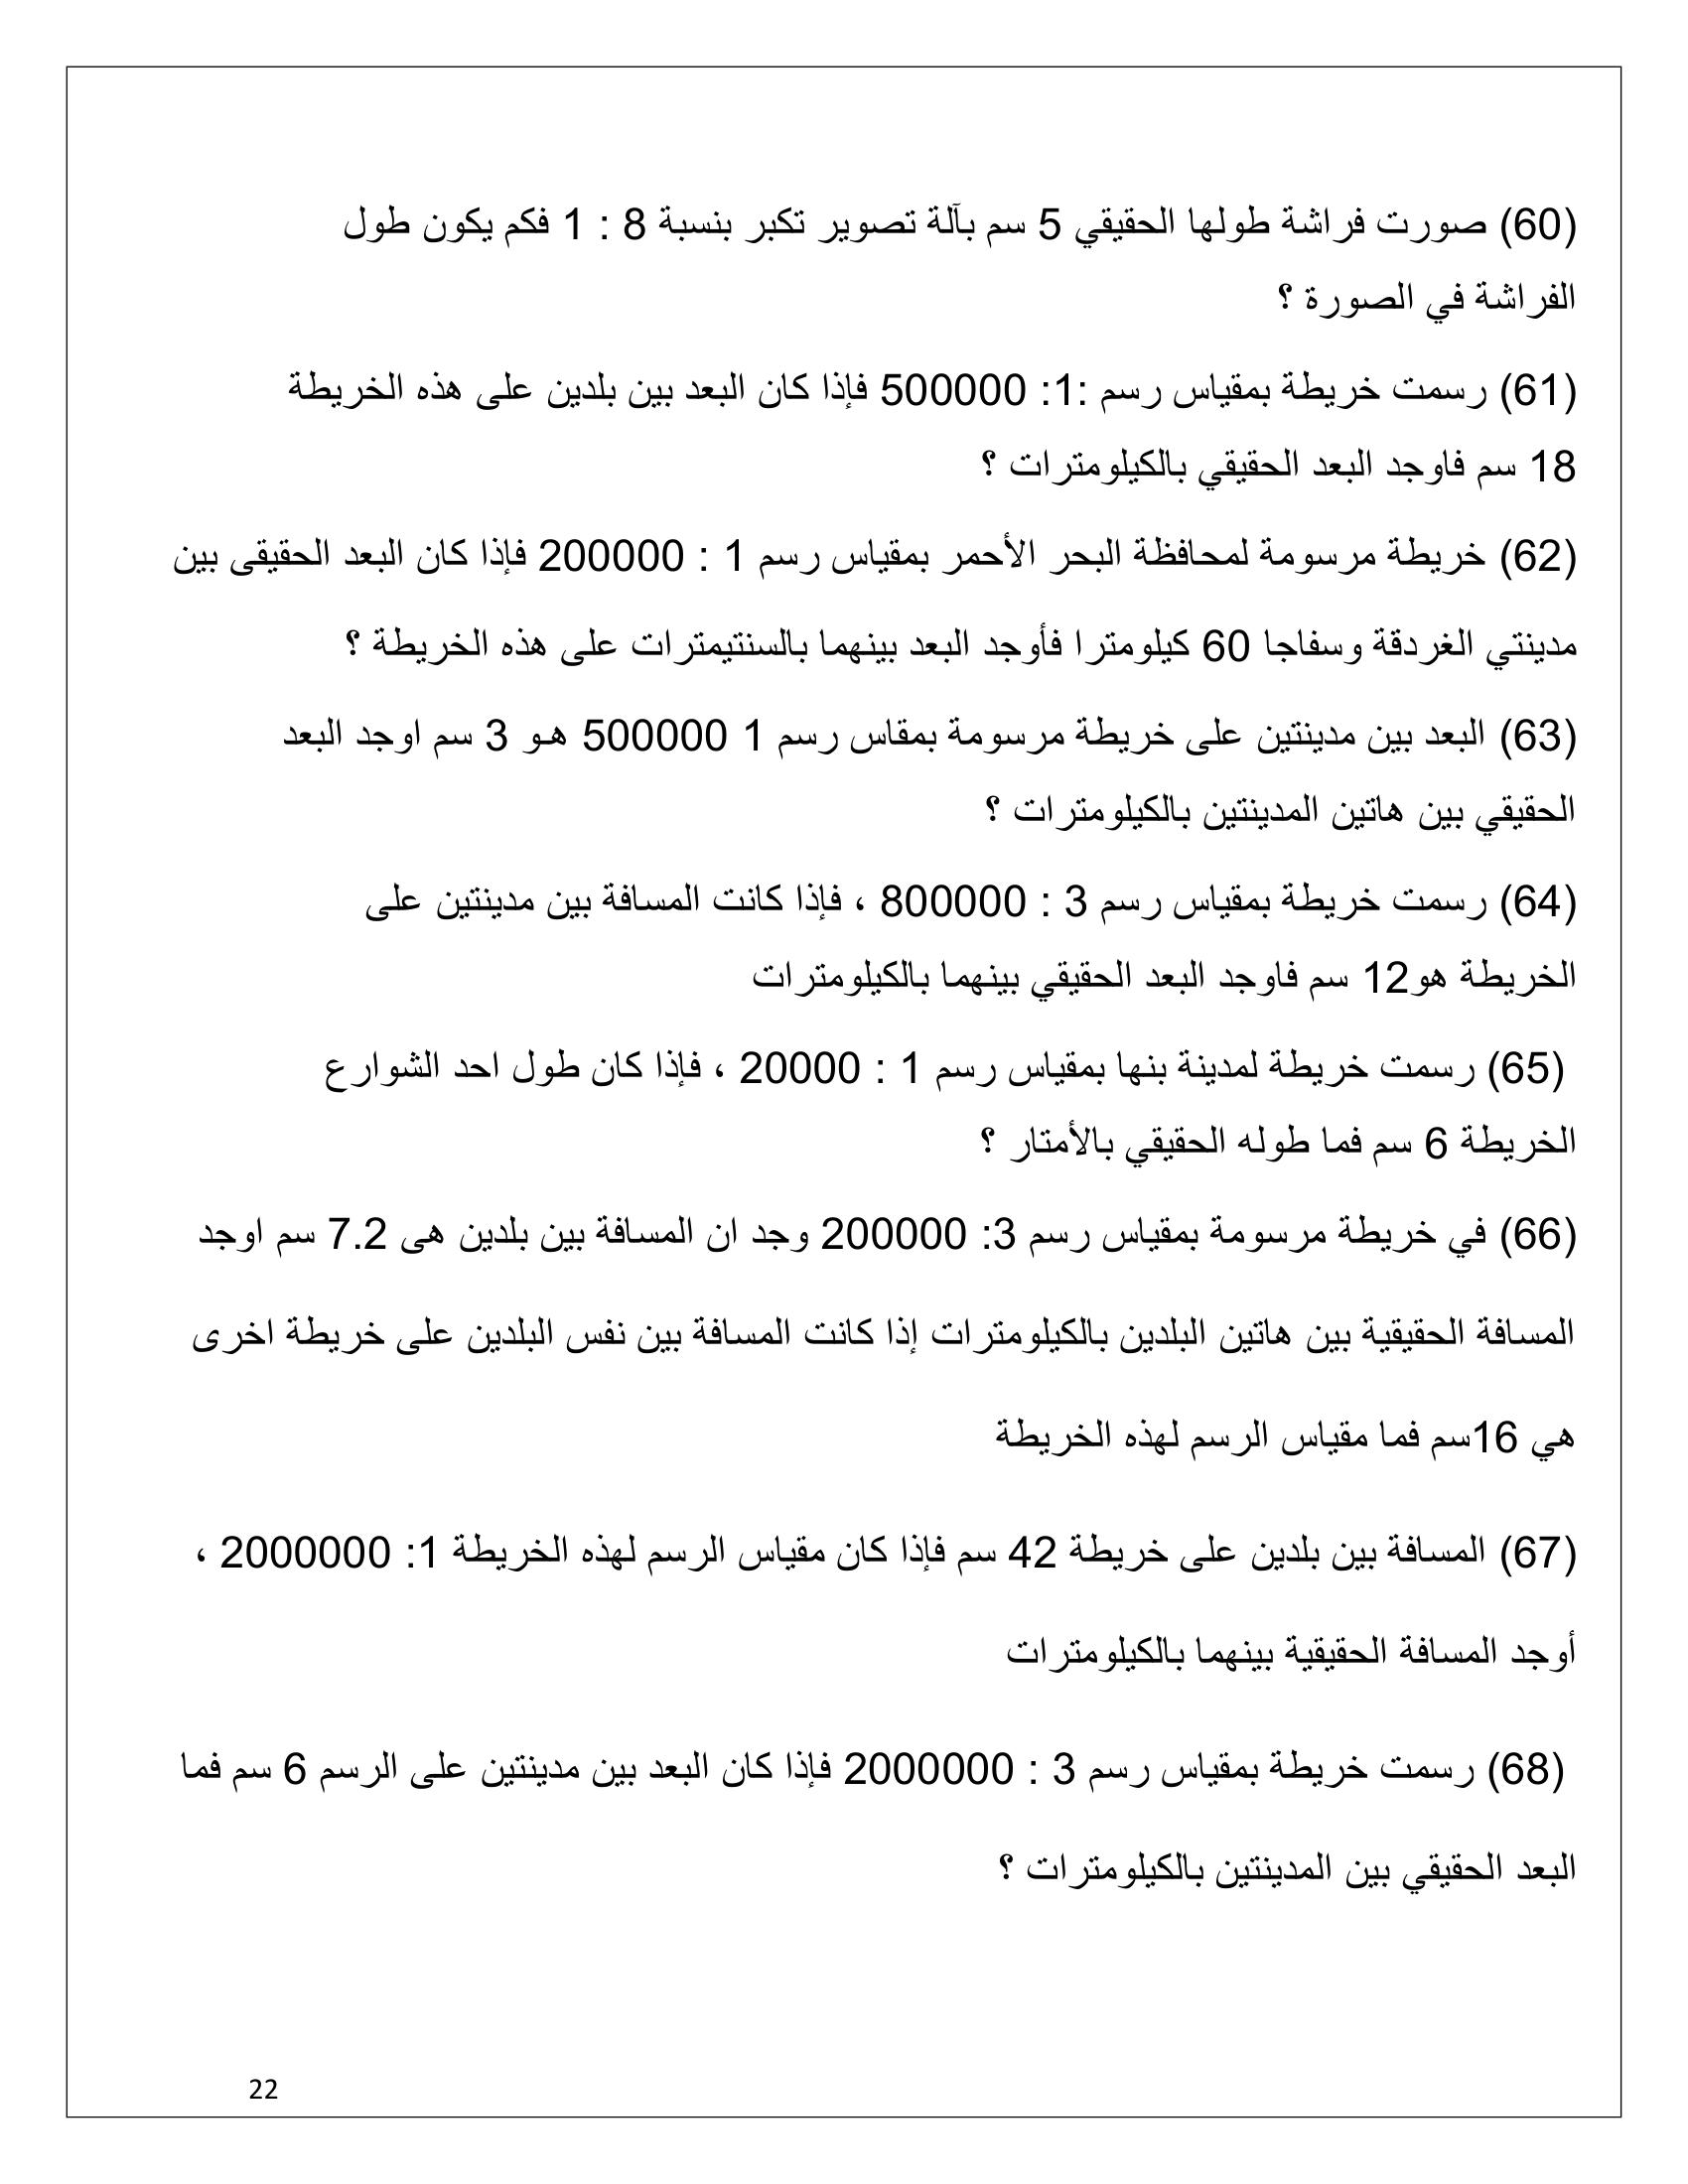 (60) صورت فراشة طولها الحقيقي 5 سم بآلة تصوير تكبر بنسبة 8 : 1 فكم يكون طول
الفراشة في الصورة ؟
(61) رسمت خريطة بمقياس رسم :1: 500000 فإذا كان البعد بين بلدين على هذه الخريطة
18 سم فاوجد البعد الحقيقي بالكيلومترات ؟
(62) خريطة مرسومة لمحافظة البحر الأحمر بمقياس رسم 1 : 200000 فإذا كان البعد الحقيقى بين
مدينتي الغردقة وسفاجا 60 كيلومترا فأوجد البعد بينهما بالسنتيمترات على هذه الخريطة ؟
(63) البعد بين مدينتين على خريطة مرسومة بمقاس رسم 1 500000 هـو 3 سم اوجد البعد
الحقيقي بين هاتين المدينتين بالكيلومترات ؟
(64) رسمت خريطة بمقياس رسم 3 : 800000 ، فإذا كانت المسافة بين مدينتين على
الخريطة هو12 سم فاوجد البعد الحقيقي بينهما بالكيلومترات
(65) رسمت خريطة لمدينة بنها بمقياس رسم 1 : 20000 ، فإذا كان طول احد الشوارع
الخريطة 6 سم فما طوله الحقيقي بالأمتار ؟
(66) في خريطة مرسومة بمقياس رسم 3: 200000 وجد ان المسافة بين بلدين هى 7.2 سم اوجد
المسافة الحقيقية بين هاتين البلدين بالكيلومترات إذا كانت المسافة بين نفس البلدين على خريطة اخرى
هي 16سم فما مقياس الرسم لهذه الخريطة
(67) المسافة بين بلدين على خريطة 42 سم فإذا كان مقياس الرسم لهذه الخريطة 1: 2000000 ،
أوجد المسافة الحقيقية بينهما بالكيلومترات
(68) رسمت خريطة بمقياس رسم 3 : 2000000 فإذا كان البعد بين مدينتين على الرسم 6 سم فما
البعد الحقيقي بين المدينتين بالكيلومترات ؟
22